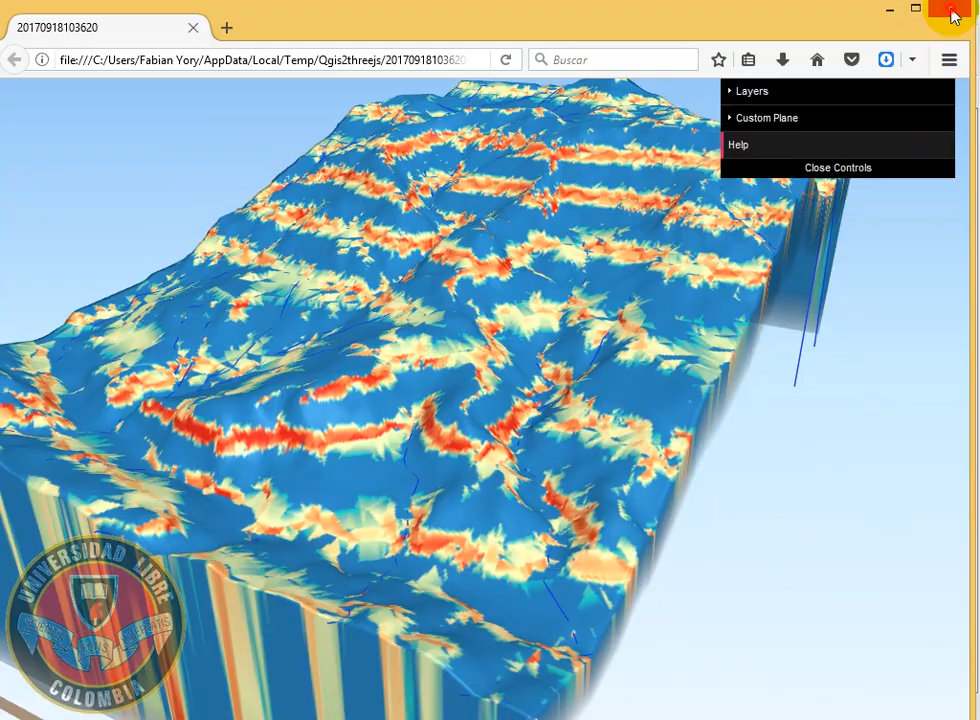 20170918103620
file:///C:/Users/Fabian Yory/AppData/Local/Temp/Qgis2threejs/20170918103620
Buscar
Layers
Custom Plane
Help
Close Controls
UNIVERSIDAD LIBRE
COLOMBIA